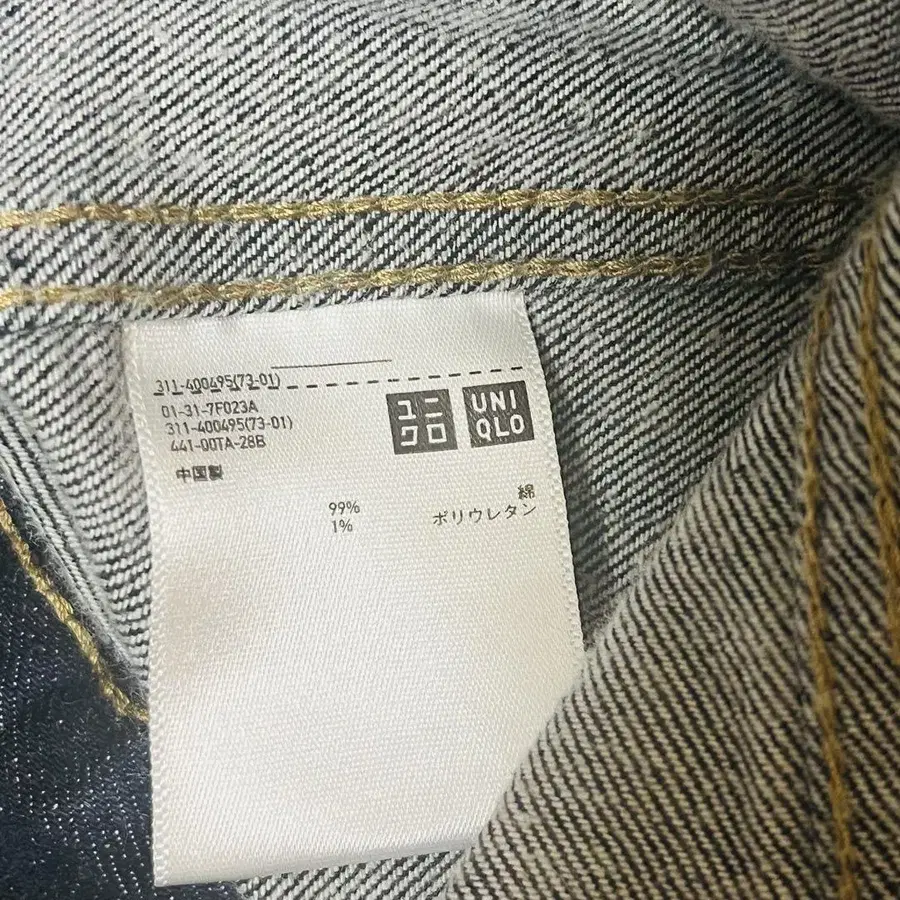 311-400495(73-01)
01-31-7F023A
311-400495(73-01)
441-00TA-28B
ユニ
クロ
UNI
QLO
中国製
99% 綿
1% ポリウレタン